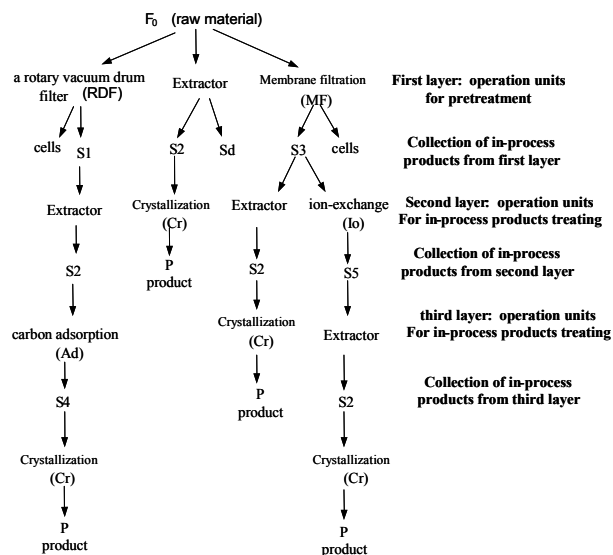 F0 (raw material)
a rotary vacuum drum
filter (RDF)
Extractor
Membrane filtration
(MF)
First layer: operation units
for pretreatment
cells
S1
S2
Sd
S3
cells
Collection of in-process
products from first layer
Extractor
Crystallization
(Cr)
Extractor
ion-exchange
(Io)
Second layer: operation units
For in-process products treating
S2
P
product
S2
S5
Collection of in-process
products from second layer
carbon adsorption
(Ad)
Crystallization
(Cr)
Extractor
third layer: operation units
For in-process products treating
S4
P
product
S2
Collection of in-process
products from third layer
Crystallization
(Cr)
Crystallization
(Cr)
P
product
P
product